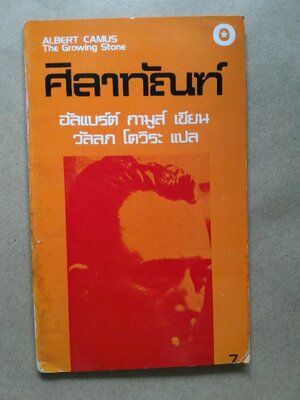 ALBERT CAMUS
The Growing Stone
ศิลาทัณฑ์
อัลแบร์ต์ กามูส์ เขียน
วัลลภ โตวิระ แปล
7